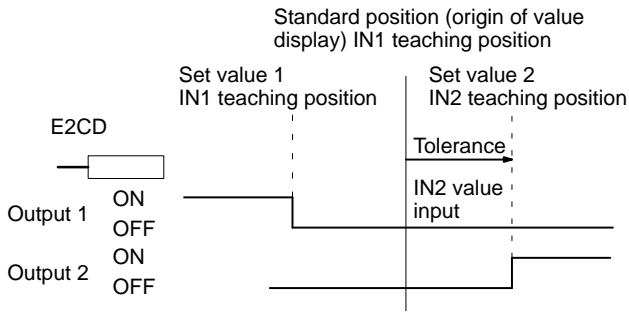 Standard position (origin of value
display) IN1 teaching position
Set value 1
IN1 teaching position
Set value 2
IN2 teaching position
E2CD
Tolerance
IN2 value
input
Output 1
ON
OFF
Output 2
ON
OFF